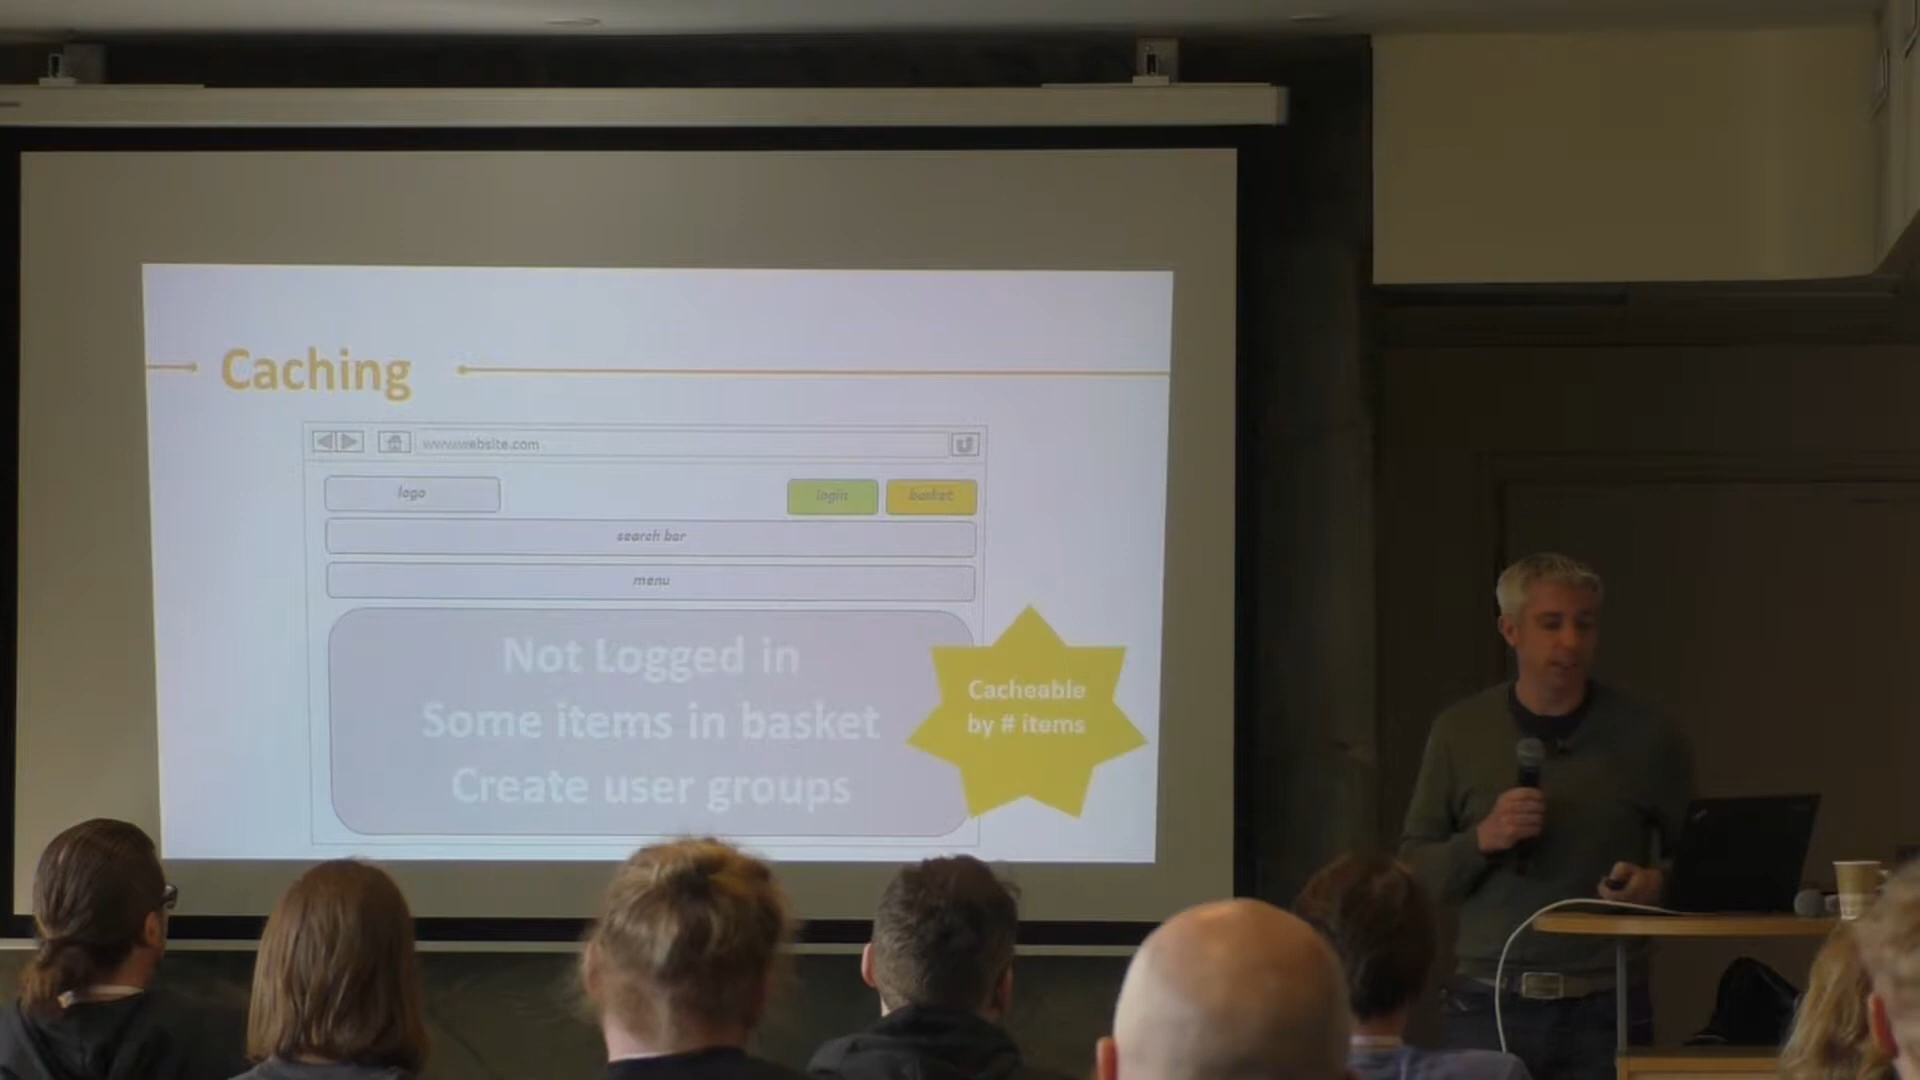 Caching
www.website.com
logo
login
basket
search bar
menu
Not Logged in
Some items in basket
Create user groups
Cacheable
by # items